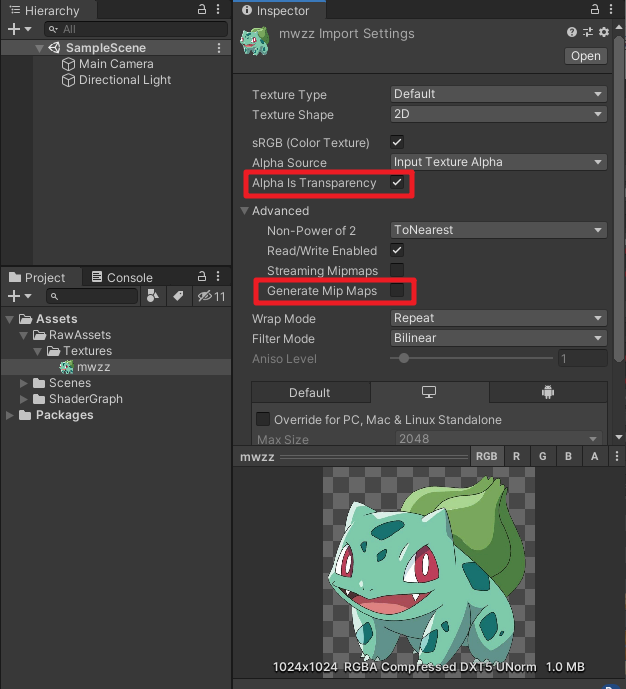 Hierarchy
All
SampleScene
Main Camera
Directional Light
Project
Console
11
Assets
RawAssets
Textures
mwzz
Scenes
ShaderGraph
Packages
Inspector
mwzz Import Settings
Open
Texture Type Default
Texture Shape 2D
sRGB (Color Texture)
Alpha Source Input Texture Alpha
Alpha Is Transparency
Advanced
Non-Power of 2 ToNearest
Read/Write Enabled
Streaming Mipmaps
Generate Mip Maps
Wrap Mode Repeat
Filter Mode Bilinear
Aniso Level 1
Default
Override for PC, Mac & Linux Standalone
Max Size 2048
mwzz RGB R G B A
1024x1024 RGBA Compressed DXT5 UNorm 1.0 MB